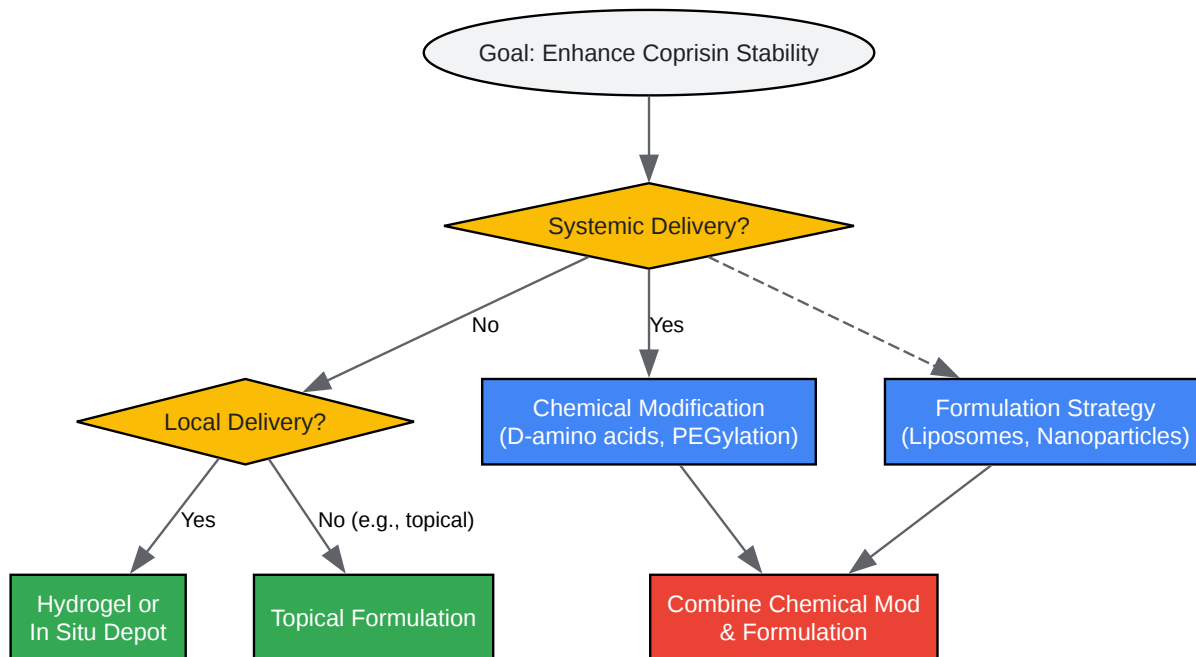 Goal: Enhance Coprisin Stability
Systemic Delivery?
No
Yes
Local Delivery?
Chemical Modification
(D-amino acids, PEGylation)
Formulation Strategy
(Liposomes, Nanoparticles)
Yes
No (e.g., topical)
Hydrogel or
In Situ Depot
Topical Formulation
Combine Chemical Mod
& Formulation